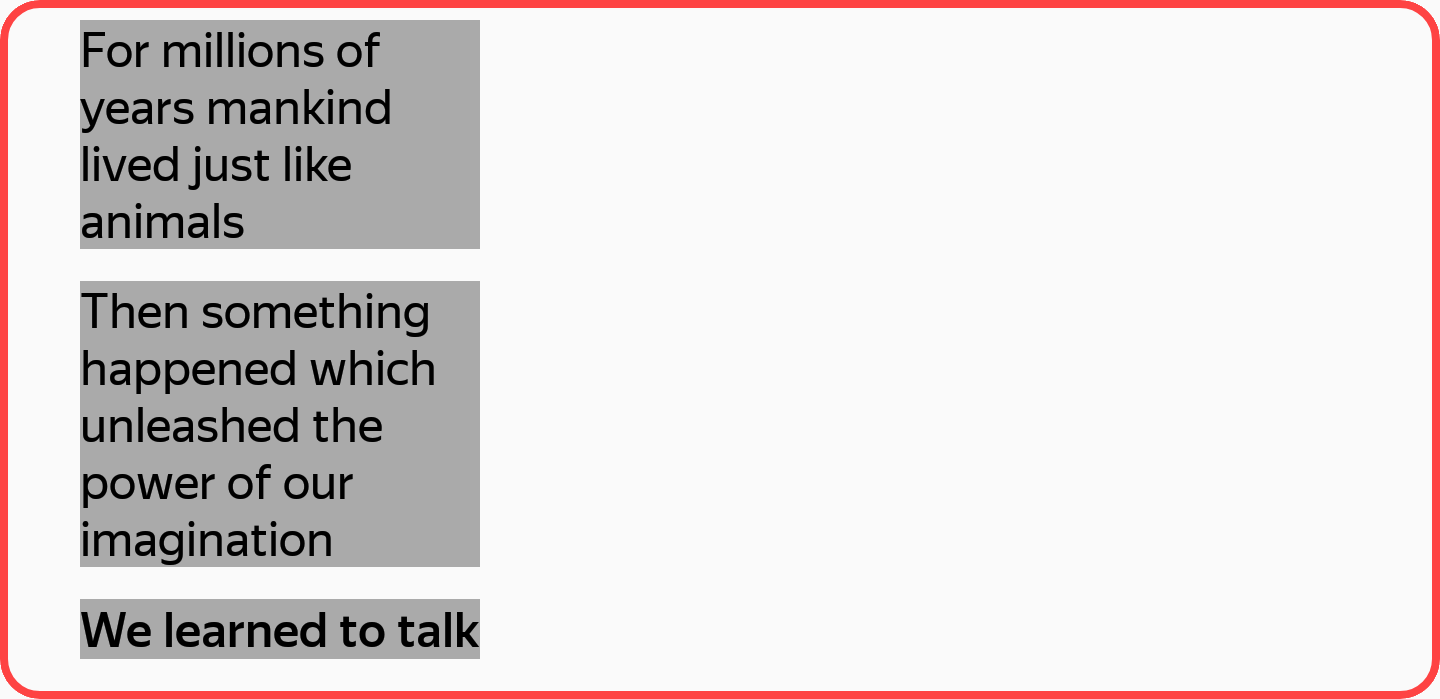 For millions of
years mankind
lived just like
animals
Then something
happened which
unleashed the
power of our
imagination
We learned to talk